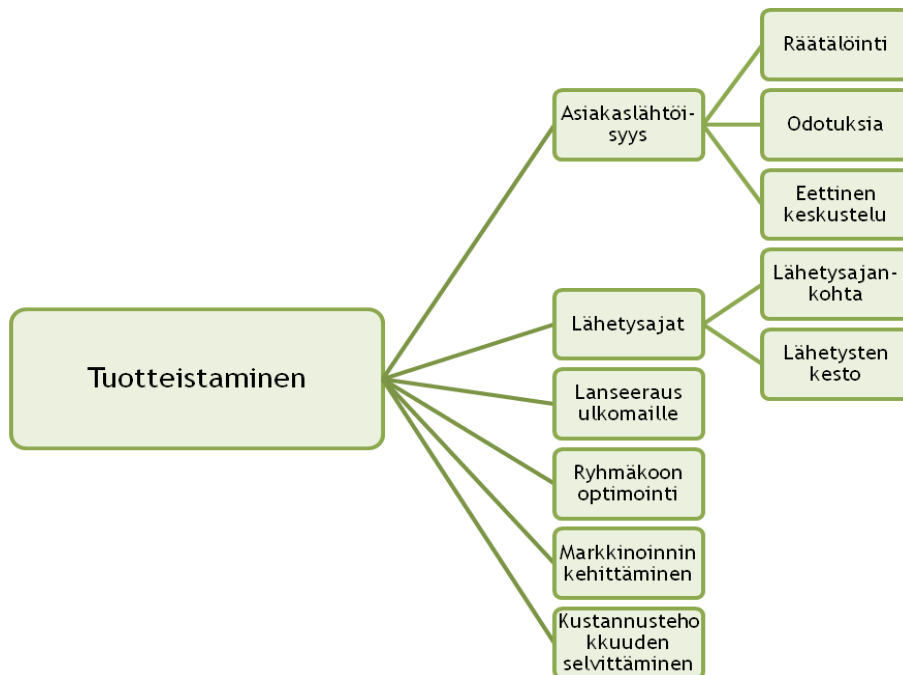 Tuotteistaminen
Asiakaslähtöi-
syys
Räätälöinti
Odotuksia
Eettinen
keskustelu
Lähetysajat
Lähetysajan-
kohta
Lähetysten
kesto
Lanseeraus
ulkomaille
Ryhmäkoon
optimointi
Markkinoinnin
kehittäminen
Kustannusteho
kkuuden
selvittäminen